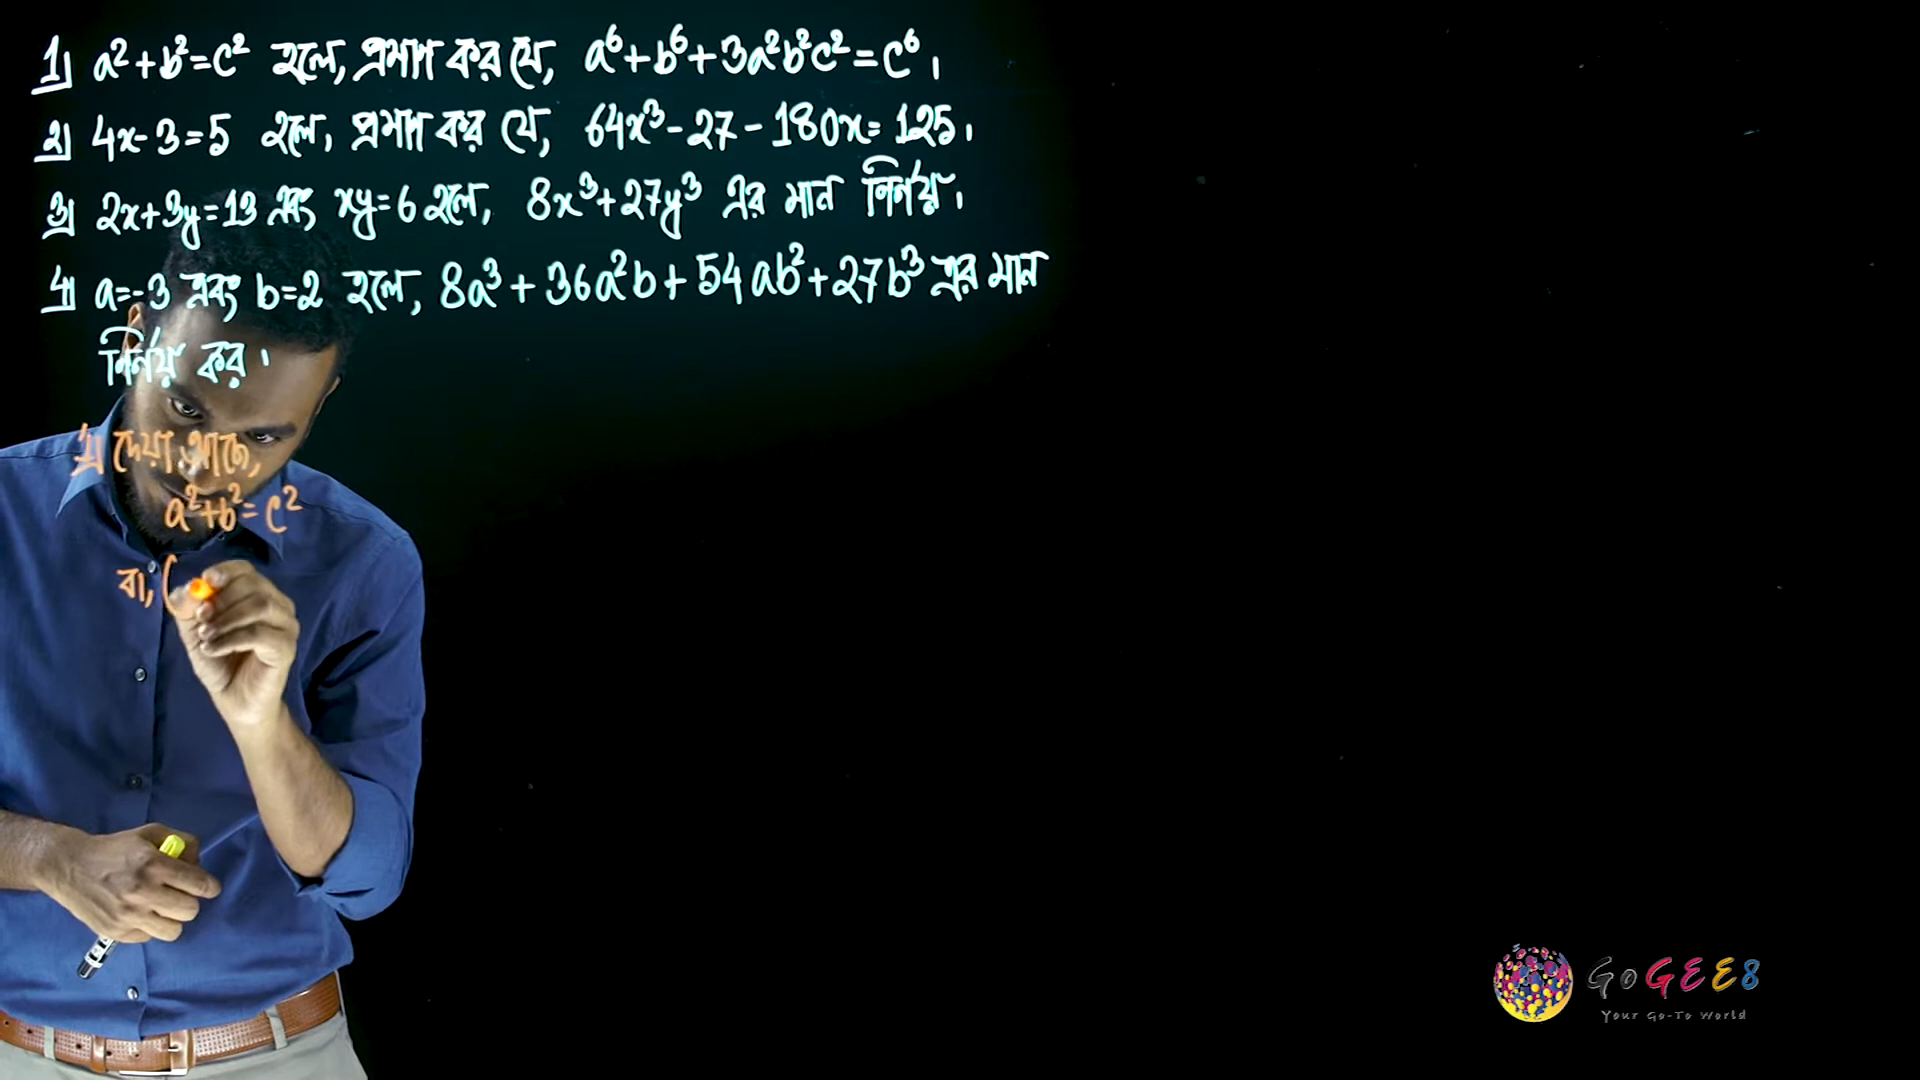 1) a²+b²=c² হলে, প্রমাণ কর যে, a⁶+b⁶+3a²b²c²=c⁶।
২) 4x-3=5 হলে, প্রমাণ কর যে, 64x³-27-180x=125।
৩) 2x+3y=13 এবং xy=6 হলে, 8x³+27y³ এর মান নির্ণয়।
৪) a=-3 এবং b=2 হলে, 8a³+36a²b+54ab²+27b³ এর মান
নির্ণয় কর।
১) দেয়া আছে,
a²+b²=c²
বা, (
GoGEE8
Your Go-To World